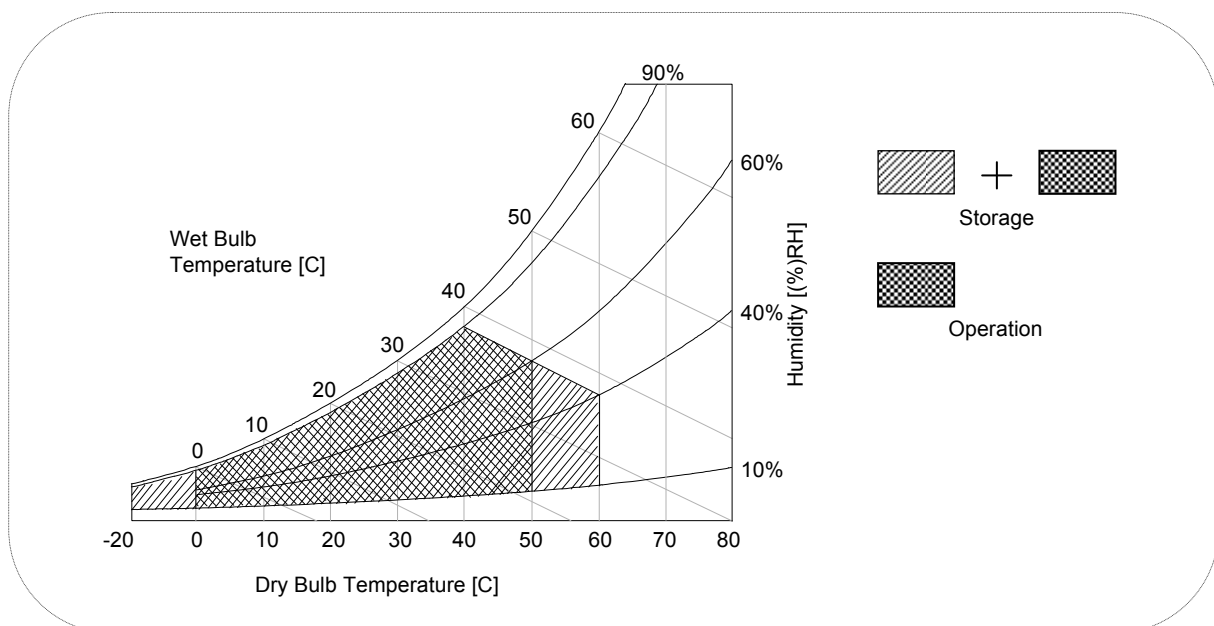 90%
60
60%
50
Wet Bulb
Temperature [C]
40
30
20
10
0
40%
10%
Humidity [(%)RH]
-20 0 10 20 30 40 50 60 70 80
Dry Bulb Temperature [C]
+
Storage
Operation